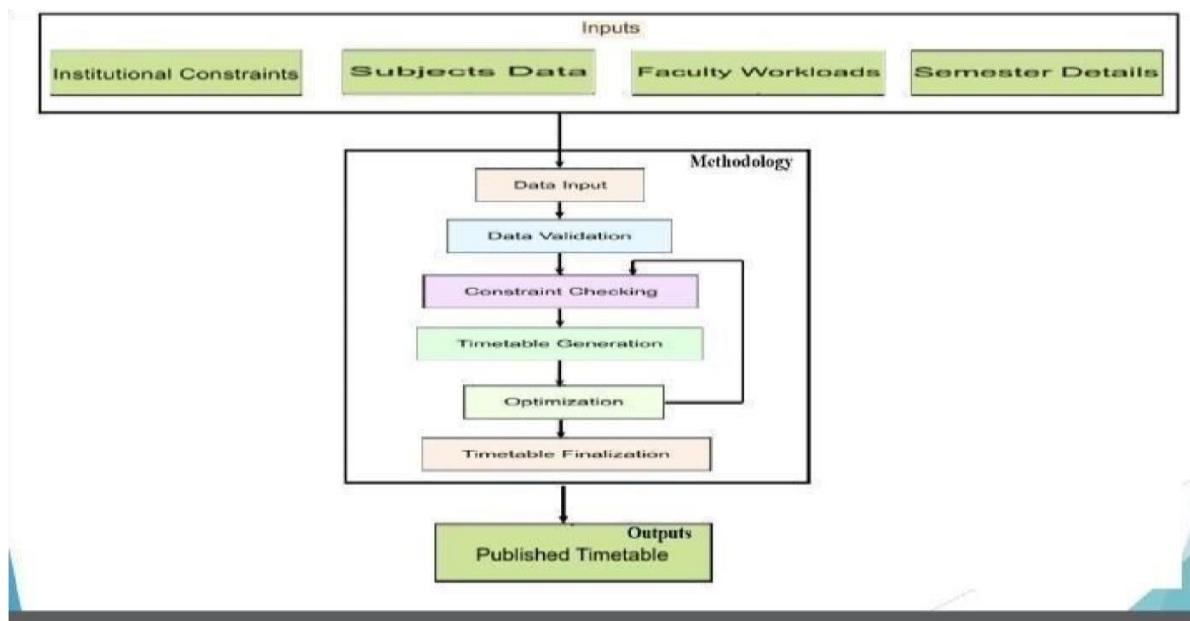 Inputs
Institutional Constraints
Subjects Data
Faculty Workloads
Semester Details
Methodology
Data Input
Data Validation
Constraint Checking
Timetable Generation
Optimization
Timetable Finalization
Outputs
Published Timetable